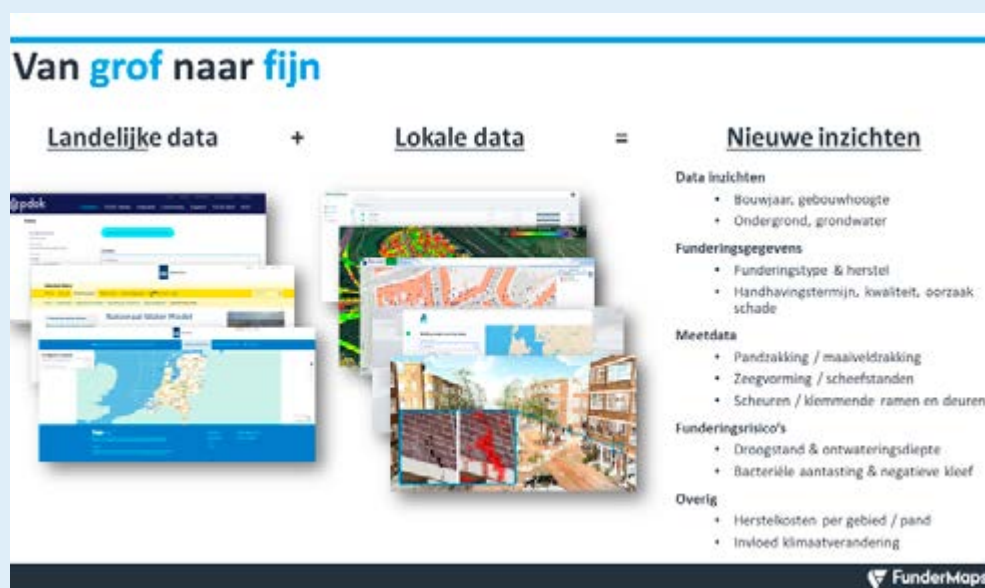 Van grof naar fijn
Landelijke data + Lokale data = Nieuwe inzichten
pdok
Nationaal Water Model
Data inzichten
• Bouwjaar, gebouwhoogte
• Ondergrond, grondwater
Funderingsgegevens
• Funderingstype & herstel
• Handhavingstermijn, kwaliteit, oorzaak
schade
Meetdata
• Pandzakking / maaiveldzakking
• Zeegvorming / scheefstanden
• Scheuren / klemmende ramen en deuren
Funderingsrisico's
• Droogstand & ontwateringsdiepte
• Bacteriële aantasting & negatieve kleef
Overig
• Herstelkosten per gebied / pand
• Invloed klimaatverandering
FunderMaps